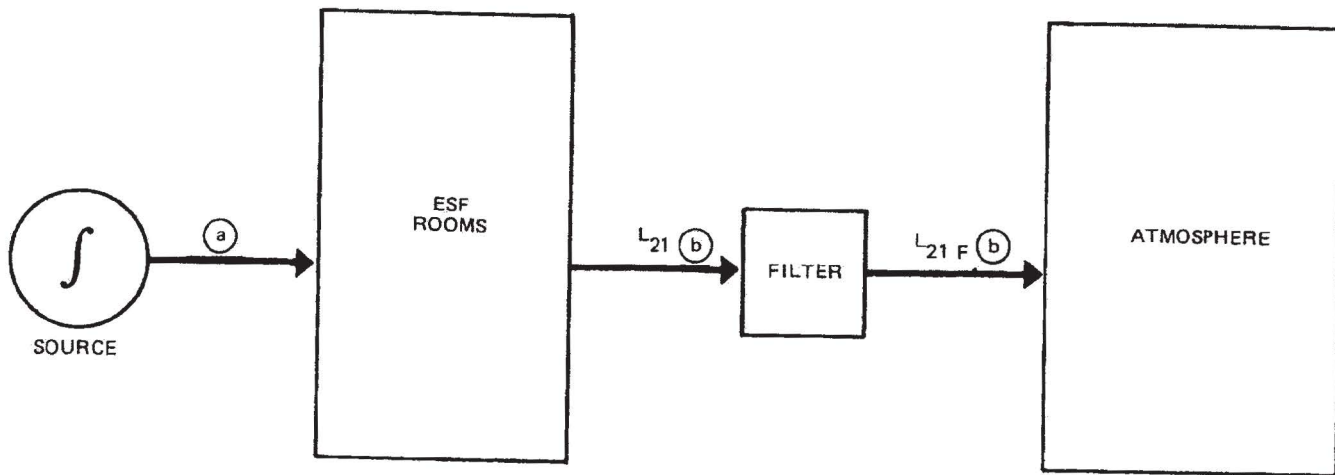 ∫
SOURCE
ⓐ
ESF
ROOMS
L21 ⓑ
FILTER
L21 F ⓑ
ATMOSPHERE